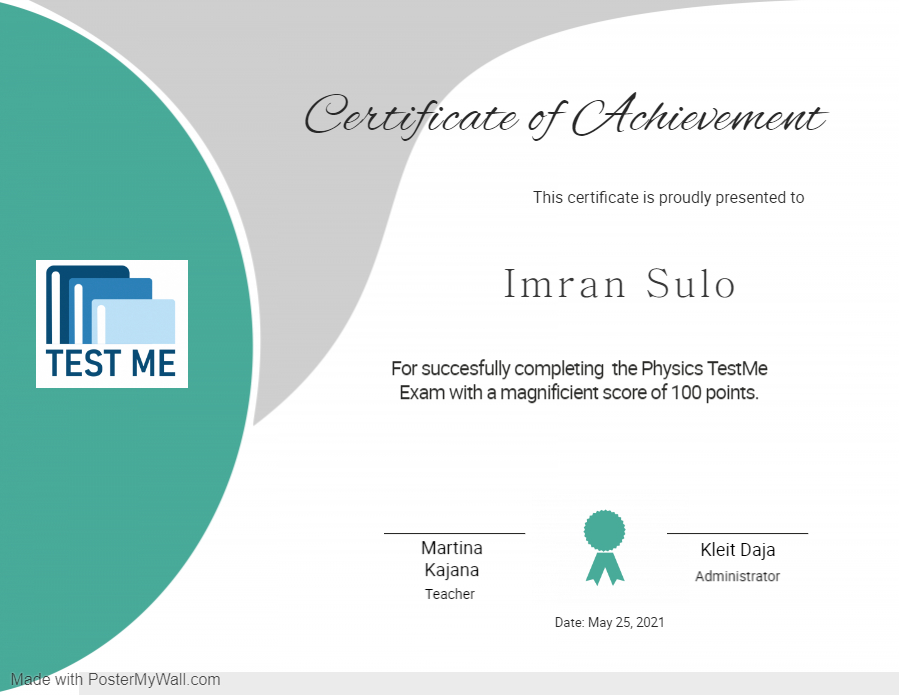 Certificate of Achievement
This certificate is proudly presented to
Imran Sulo
TEST ME
For succesfully completing the Physics TestMe
Exam with a magnificient score of 100 points.
Martina
Kajana
Teacher
Kleit Daja
Administrator
Date: May 25, 2021
Made with PosterMyWall.com